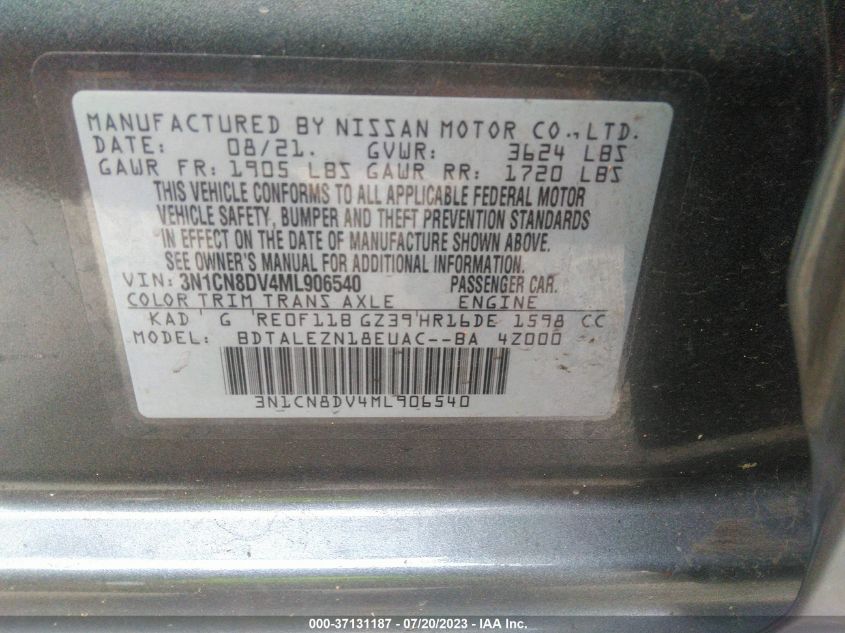 MANUFACTURED BY NISSAN MOTOR CO.,LTD.
DATE: 08/21. GVWR: 3624 LBS
GAWR FR: 1905 LBS GAWR RR: 1720 LBS
THIS VEHICLE CONFORMS TO ALL APPLICABLE FEDERAL MOTOR
VEHICLE SAFETY, BUMPER AND THEFT PREVENTION STANDARDS
IN EFFECT ON THE DATE OF MANUFACTURE SHOWN ABOVE.
SEE OWNER'S MANUAL FOR ADDITIONAL INFORMATION.
VIN: 3N1CN8DV4ML906540 PASSENGER CAR.
COLOR TRIM TRANS AXLE ENGINE
KAD G RE0F11B GZ39 HR16DE 1598 CC
MODEL: BDTALEZN18EUAC--BA 4Z000
3N1CN8DV4ML906540
000-37131187 - 07/20/2023 - IAA Inc.